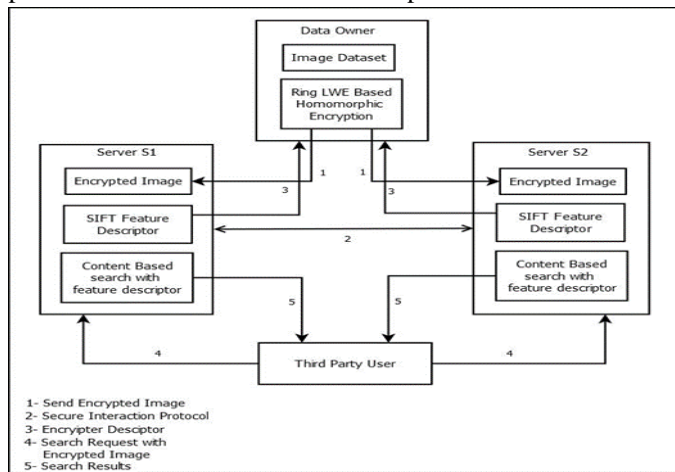 Data Owner
Image Dataset
Ring LWE Based
Homomorphic
Encryption
Server S1
Encrypted Image
SIFT Feature
Descriptor
Content Based
search with
feature descriptor
Server S2
Encrypted Image
SIFT Feature
Descriptor
Content Based
search with
feature descriptor
1
1
3
3
2
5
5
4
4
Third Party User
1- Send Encrypted Image
2- Secure Interaction Protocol
3- Encryipter Desciptor
4- Search Request with
Encrypted Image
5- Search Results